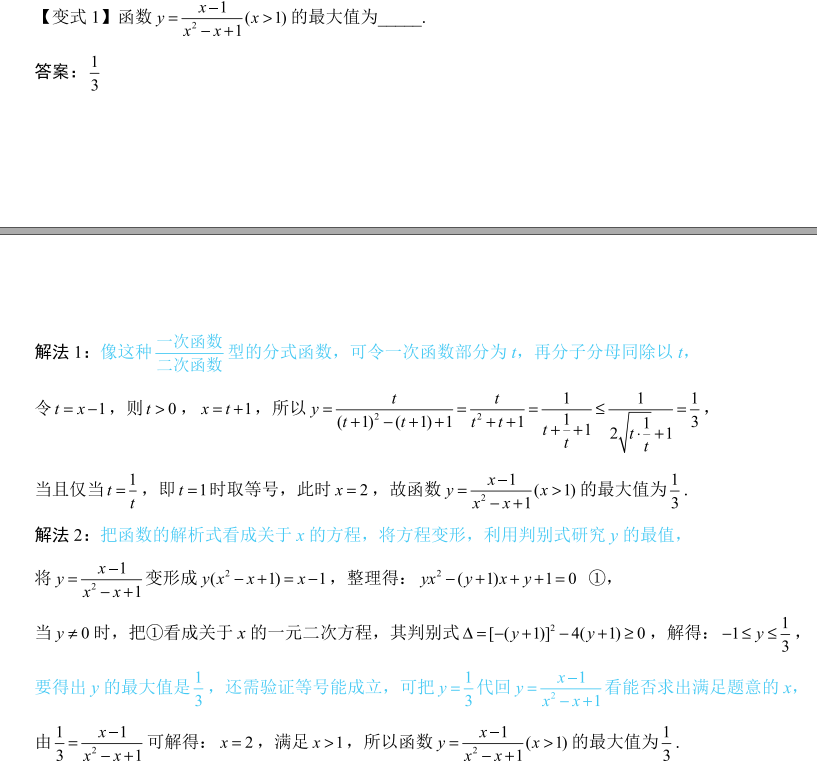 【变式 1】函数 y = \frac{x-1}{x^2-x+1}(x>1) 的最大值为_____.
答案：\frac{1}{3}
解法 1：像这种\frac{一次函数}{二次函数}型的分式函数，可令一次函数部分为 t，再分子分母同除以 t，
令 t = x-1，则 t > 0，x = t+1，所以 y = \frac{t}{(t+1)^2-(t+1)+1} = \frac{t}{t^2+t+1} = \frac{1}{t+\frac{1}{t}+1} ≤ \frac{1}{2\sqrt{t·\frac{1}{t}}+1} = \frac{1}{3}，
当且仅当 t = \frac{1}{t}，即 t = 1 时取等号，此时 x = 2，故函数 y = \frac{x-1}{x^2-x+1}(x>1) 的最大值为 \frac{1}{3}.
解法 2：把函数的解析式看成关于 x 的方程，将方程变形，利用判别式研究 y 的最值，
将 y = \frac{x-1}{x^2-x+1} 变形成 y(x^2-x+1) = x-1，整理得：yx^2-(y+1)x+y+1=0 ①，
当 y ≠ 0 时，把①看成关于 x 的一元二次方程，其判别式 Δ = [-(y+1)]^2-4(y+1) ≥ 0，解得：-1 ≤ y ≤ \frac{1}{3}，
要得出 y 的最大值是 \frac{1}{3}，还需验证等号能成立，可把 y = \frac{1}{3} 代回 y = \frac{x-1}{x^2-x+1} 看能否求出满足题意的 x，
由 \frac{1}{3} = \frac{x-1}{x^2-x+1} 可解得：x = 2，满足 x > 1，所以函数 y = \frac{x-1}{x^2-x+1}(x>1) 的最大值为 \frac{1}{3}.